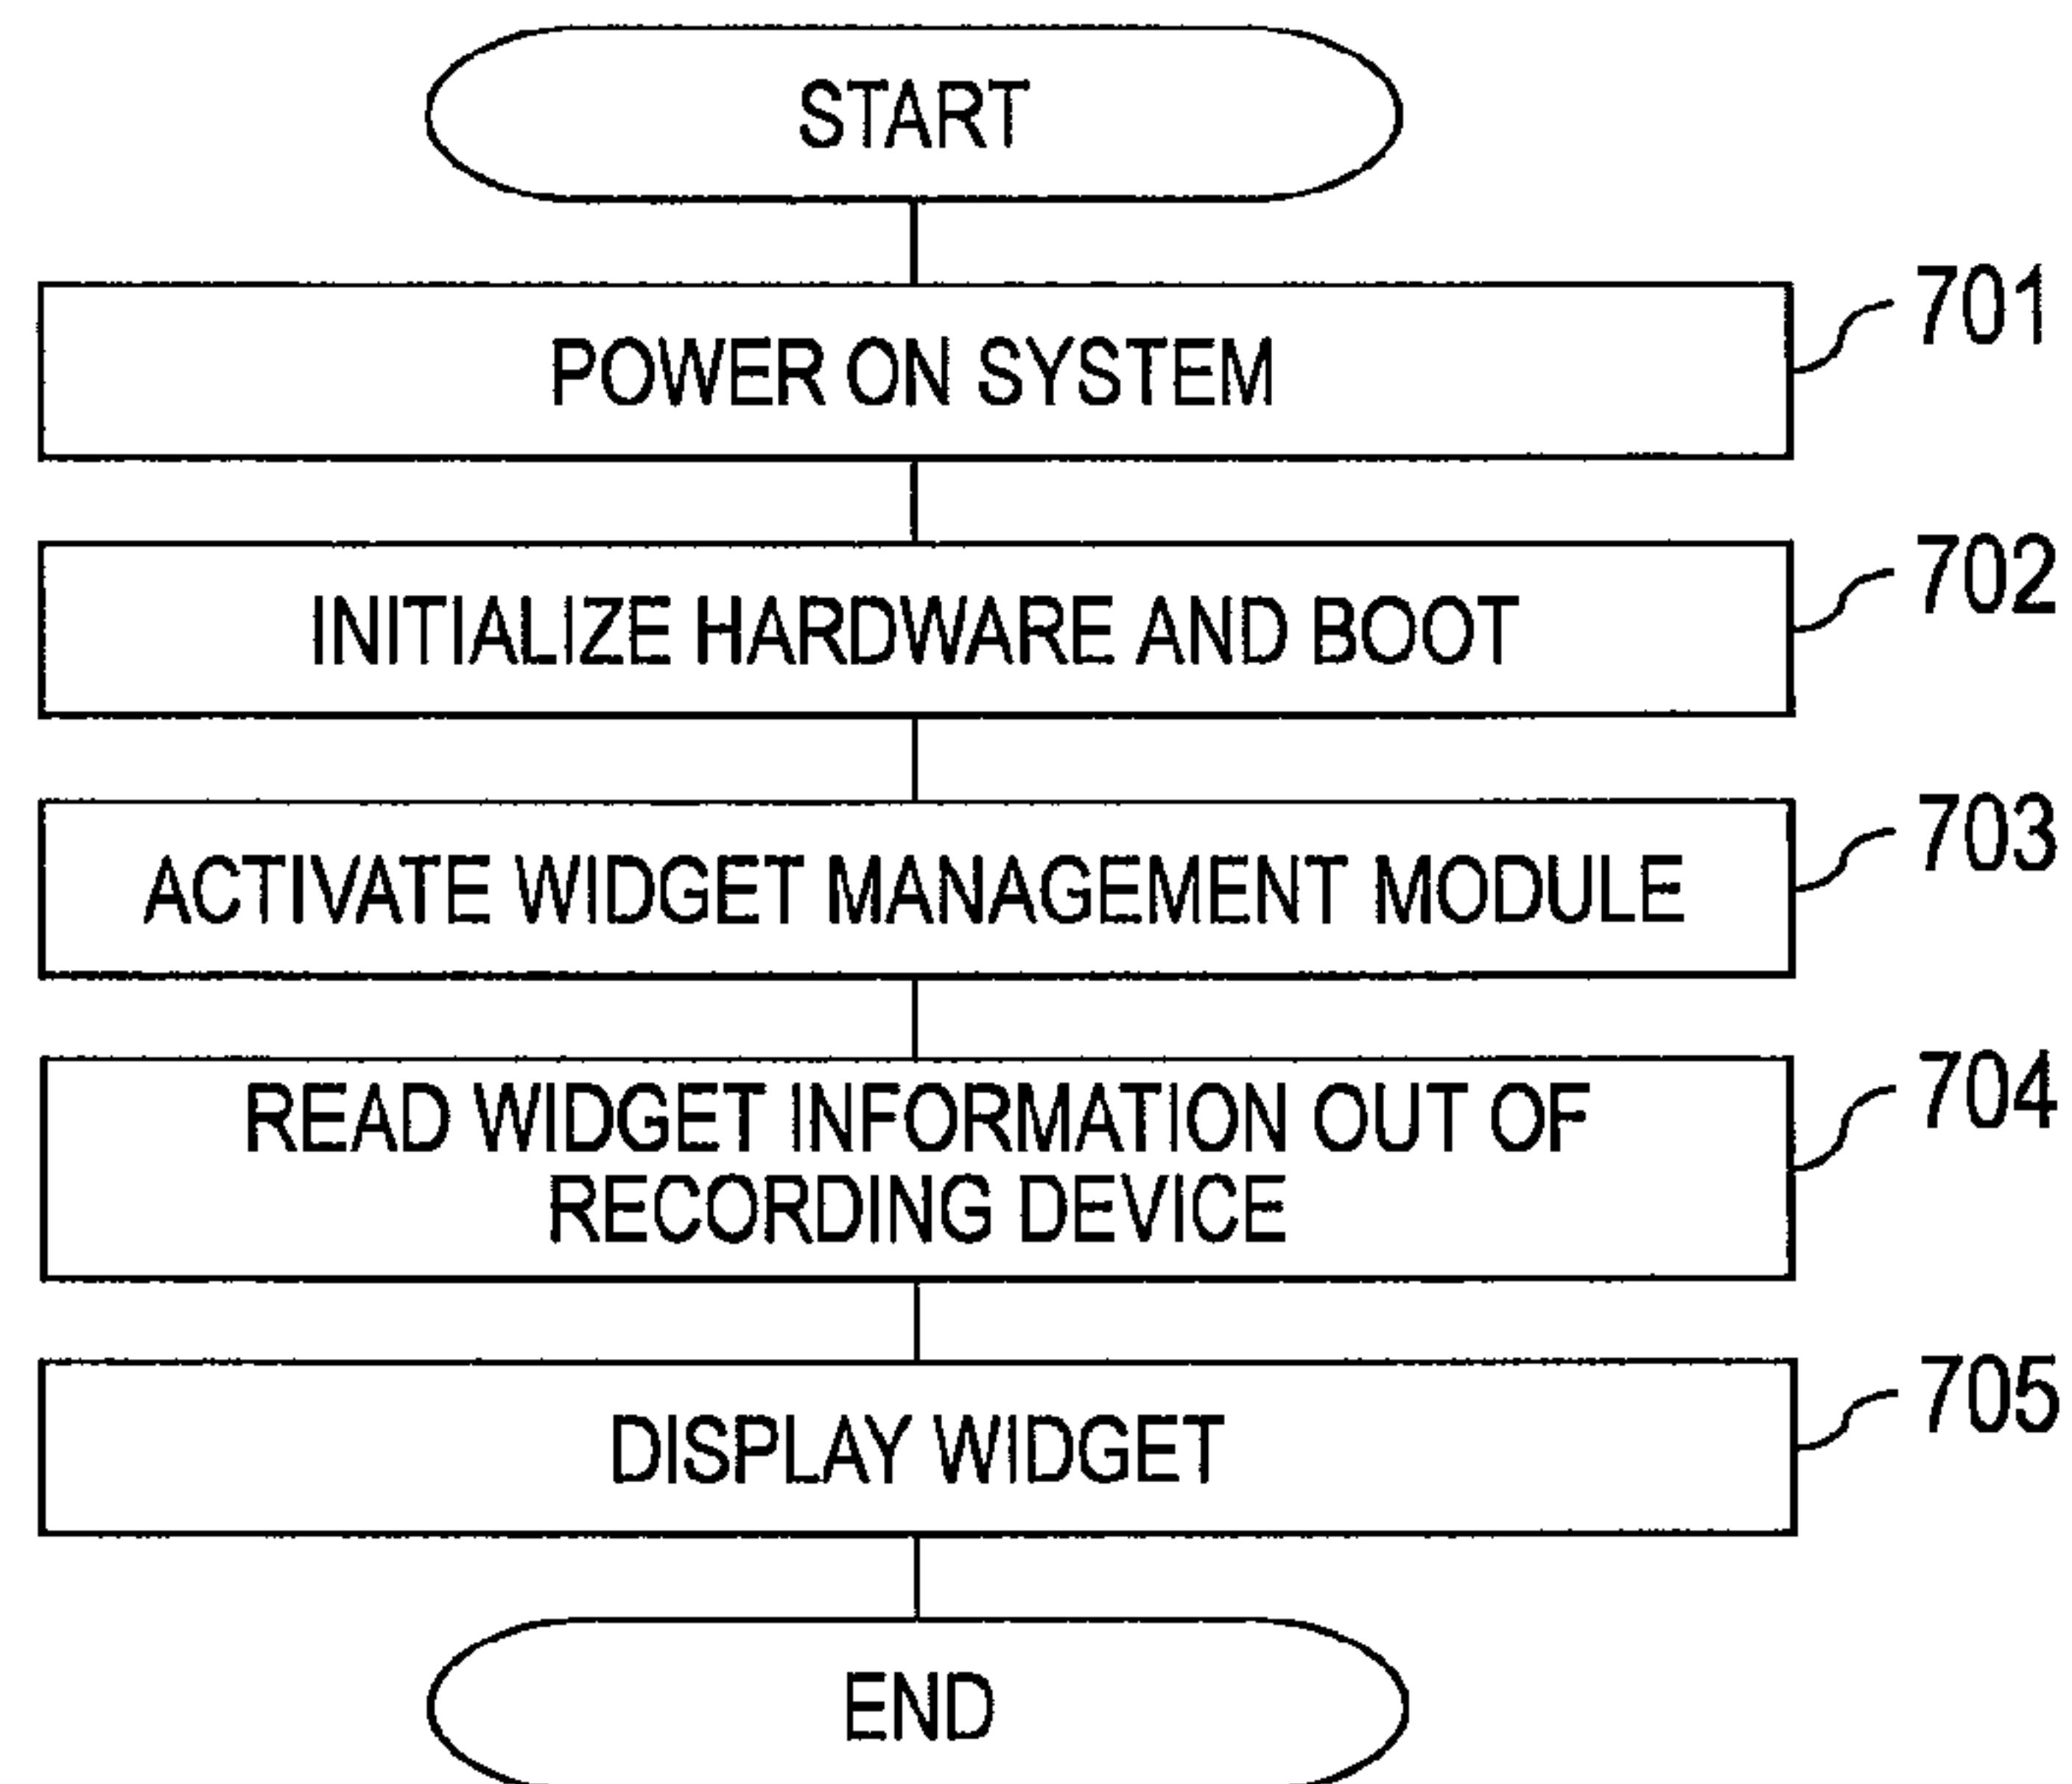 START
POWER ON SYSTEM
701
INITIALIZE HARDWARE AND BOOT
702
ACTIVATE WIDGET MANAGEMENT MODULE
703
READ WIDGET INFORMATION OUT OF
RECORDING DEVICE
704
DISPLAY WIDGET
705
END